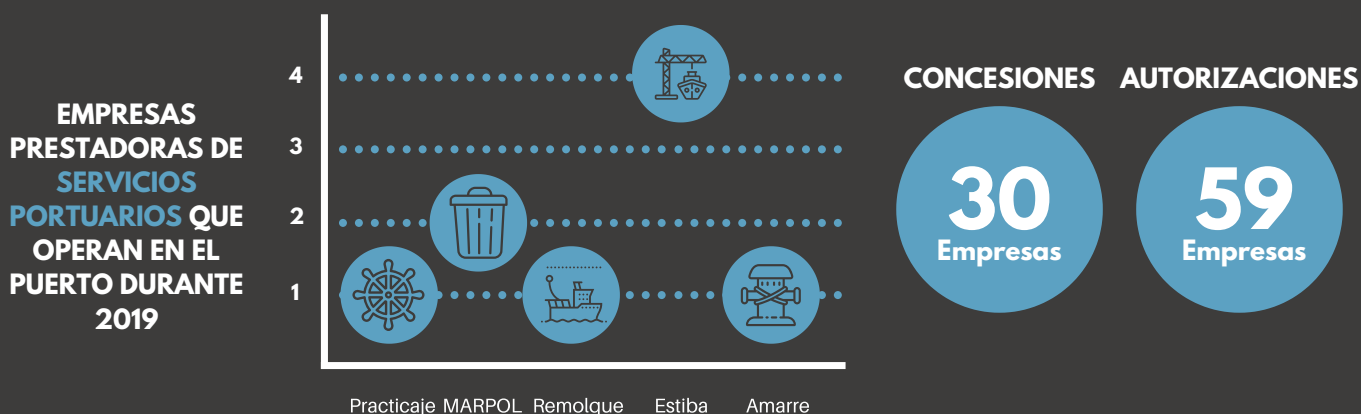 EMPRESAS
PRESTADORAS DE
SERVICIOS
PORTUARIOS QUE
OPERAN EN EL
PUERTO DURANTE
2019
4
3
2
1
Practicaje MARPOL Remolque Estiba Amarre
CONCESIONES
30
Empresas
AUTORIZACIONES
59
Empresas